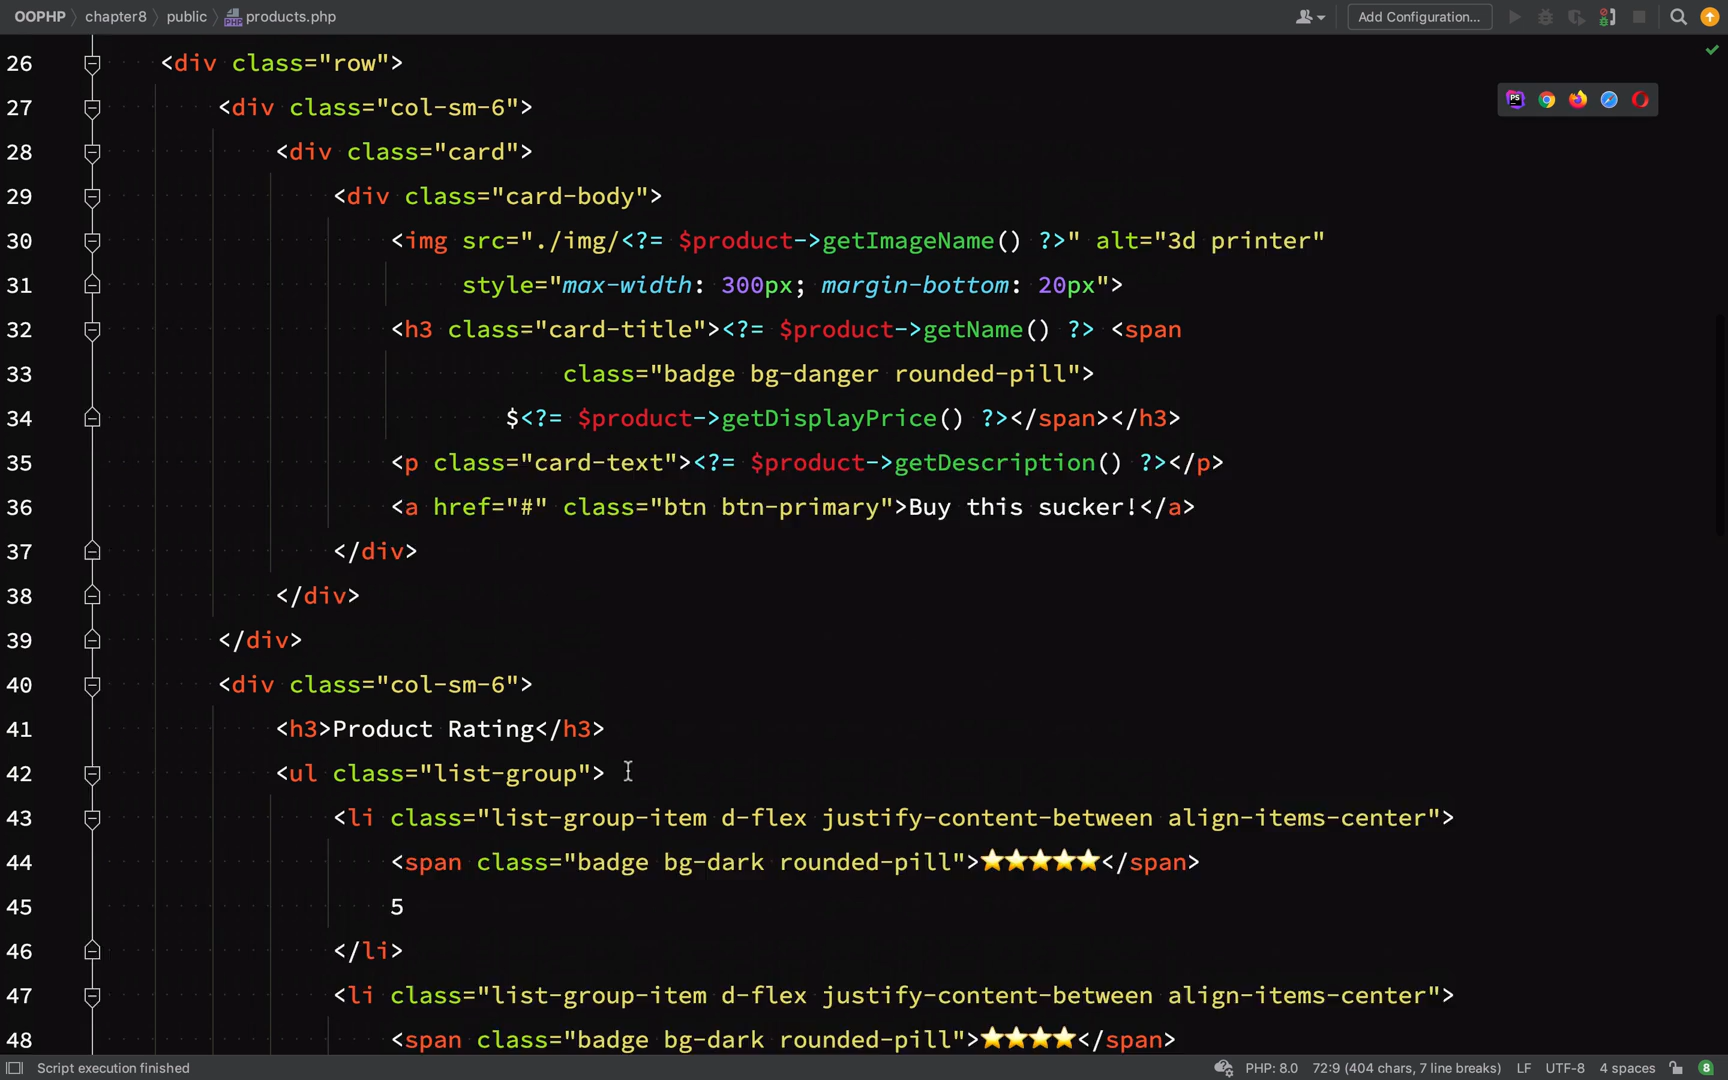 OOPHP chapter8 public products.php Add Configuration...
26 <div class="row">
27 <div class="col-sm-6">
28 <div class="card">
29 <div class="card-body">
30 <img src="./img/<?= $product->getImageName() ?>" alt="3d printer"
31 style="max-width: 300px; margin-bottom: 20px">
32 <h3 class="card-title"><?= $product->getName() ?> <span
33 class="badge bg-danger rounded-pill">
34 $<?= $product->getDisplayPrice() ?></span></h3>
35 <p class="card-text"><?= $product->getDescription() ?></p>
36 <a href="#" class="btn btn-primary">Buy this sucker!</a>
37 </div>
38 </div>
39 </div>
40 <div class="col-sm-6">
41 <h3>Product Rating</h3>
42 <ul class="list-group">
43 <li class="list-group-item d-flex justify-content-between align-items-center">
44 <span class="badge bg-dark rounded-pill">⭐⭐⭐⭐⭐</span>
45 5
46 </li>
47 <li class="list-group-item d-flex justify-content-between align-items-center">
48 <span class="badge bg-dark rounded-pill">⭐⭐⭐⭐</span>
Script execution finished PHP: 8.0 72:9 (404 chars, 7 line breaks) LF UTF-8 4 spaces 8